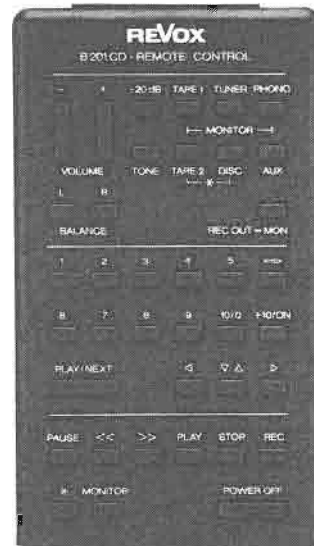 REVOX
B201CD - REMOTE CONTROL
- + -20 dB TAPE 1 TUNER PHONO
MONITOR
VOLUME TONE TAPE 2 DISC AUX
L R
BALANCE REC OUT = MON
1 2 3 4 5
6 7 8 9 10/0 +10/ON
PLAY/NEXT ◁ ▽ △ ▷
PAUSE << >> PLAY STOP REC
MONITOR POWER OFF